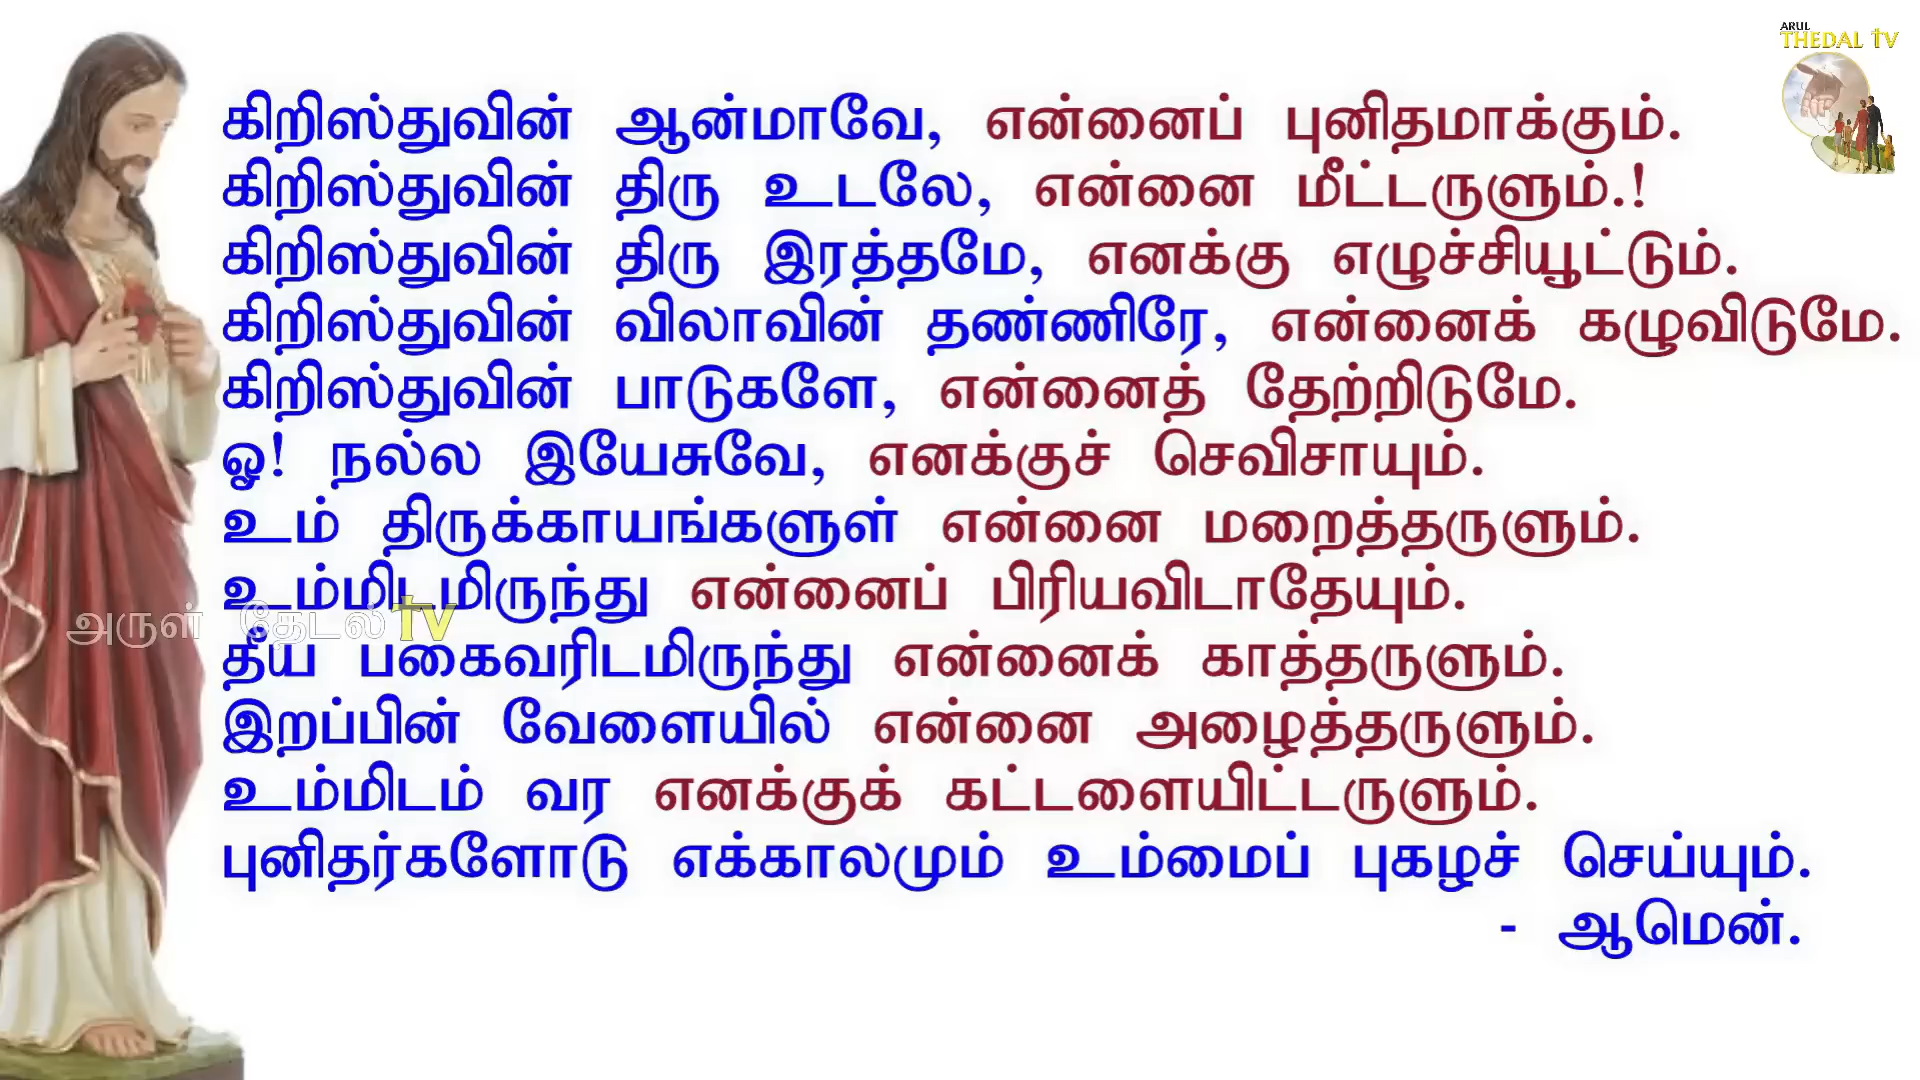 ARUL
THEDAL TV
கிறிஸ்துவின் ஆன்மாவே, என்னைப் புனிதமாக்கும்.
கிறிஸ்துவின் திரு உடலே, என்னை மீட்டருளும்.!
கிறிஸ்துவின் திரு இரத்தமே, எனக்கு எழுச்சியூட்டும்.
கிறிஸ்துவின் விலாவின் தண்ணிரே, என்னைக் கழுவிடுமே.
கிறிஸ்துவின் பாடுகளே, என்னைத் தேற்றிடுமே.
ஓ! நல்ல இயேசுவே, எனக்குச் செவிசாயும்.
உம் திருக்காயங்களுள் என்னை மறைத்தருளும்.
உம்மிடமிருந்து என்னைப் பிரியவிடாதேயும்.
அருள் தேடல் TV
தீய பகைவரிடமிருந்து என்னைக் காத்தருளும்.
இறப்பின் வேளையில் என்னை அழைத்தருளும்.
உம்மிடம் வர எனக்குக் கட்டளையிட்டருளும்.
புனிதர்களோடு எக்காலமும் உம்மைப் புகழச் செய்யும்.
- ஆமென்.